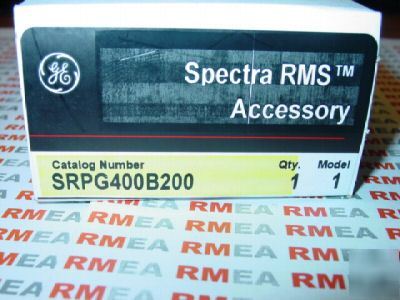 GE
Spectra RMS™
Accessory
Catalog Number Qty. Model
SRPG400B200 1 1
RMEA RMEA RMEA
RMEA RMEA RMEA RMEA
RMEA RMEA RMEA RMEA